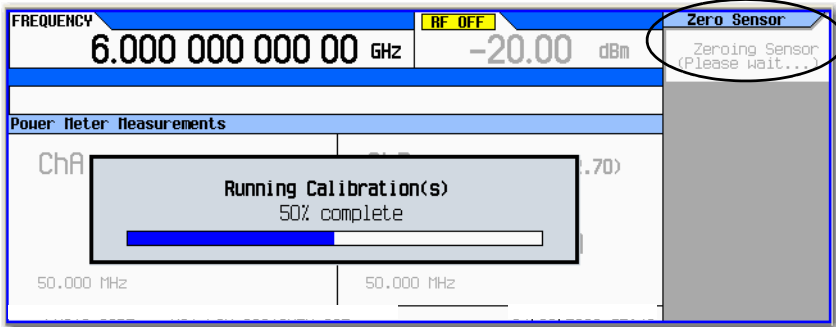 FREQUENCY
6.000 000 000 00 GHz
RF OFF
-20.00 dBm
Zero Sensor
Zeroing Sensor
(Please wait...)
Power Meter Measurements
ChA
.70)
Running Calibration(s)
50% complete
50.000 MHz
50.000 MHz